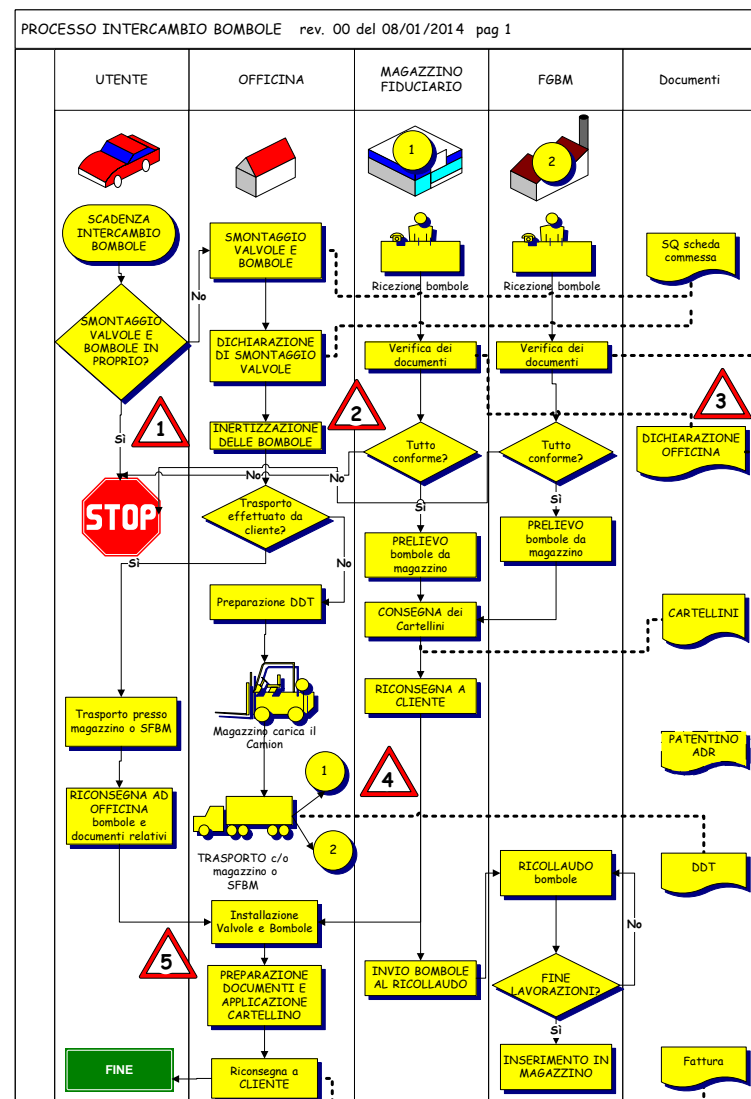 PROCESSO INTERCAMBIO BOMBOLE rev. 00 del 08/01/2014 pag 1
UTENTE
OFFICINA
MAGAZZINO
FIDUCIARIO
FGBM
Documenti
1
2
SCADENZA
INTERCAMBIO
BOMBOLE
SMONTAGGIO
VALVOLE E
BOMBOLE
SQ scheda
commessa
Ricezione bombole
Ricezione bombole
No
SMONTAGGIO
VALVOLE E
BOMBOLE IN
PROPRIO?
DICHIARAZIONE
DI SMONTAGGIO
VALVOLE
Verifica dei
documenti
Verifica dei
documenti
1
2
3
Sì
INERTIZZAZIONE
DELLE BOMBOLE
Tutto
conforme?
Tutto
conforme?
DICHIARAZIONE
OFFICINA
No
No
STOP
Trasporto
effettuato da
cliente?
Sì
Sì
PRELIEVO
bombole da
magazzino
PRELIEVO
bombole da
magazzino
Sì
No
Preparazione DDT
CONSEGNA dei
Cartellini
CARTELLINI
RICONSEGNA A
CLIENTE
Trasporto presso
magazzino o SFBM
Magazzino carica il
Camion
PATENTINO
ADR
4
1
RICONSEGNA AD
OFFICINA
bombole e
documenti relativi
2
TRASPORTO c/o
magazzino o
SFBM
RICOLLAUDO
bombole
DDT
No
Installazione
Valvole e Bombole
5
PREPARAZIONE
DOCUMENTI E
APPLICAZIONE
CARTELLINO
INVIO BOMBOLE
AL RICOLLAUDO
FINE
LAVORAZIONI?
Sì
FINE
Riconsegna a
CLIENTE
INSERIMENTO IN
MAGAZZINO
Fattura